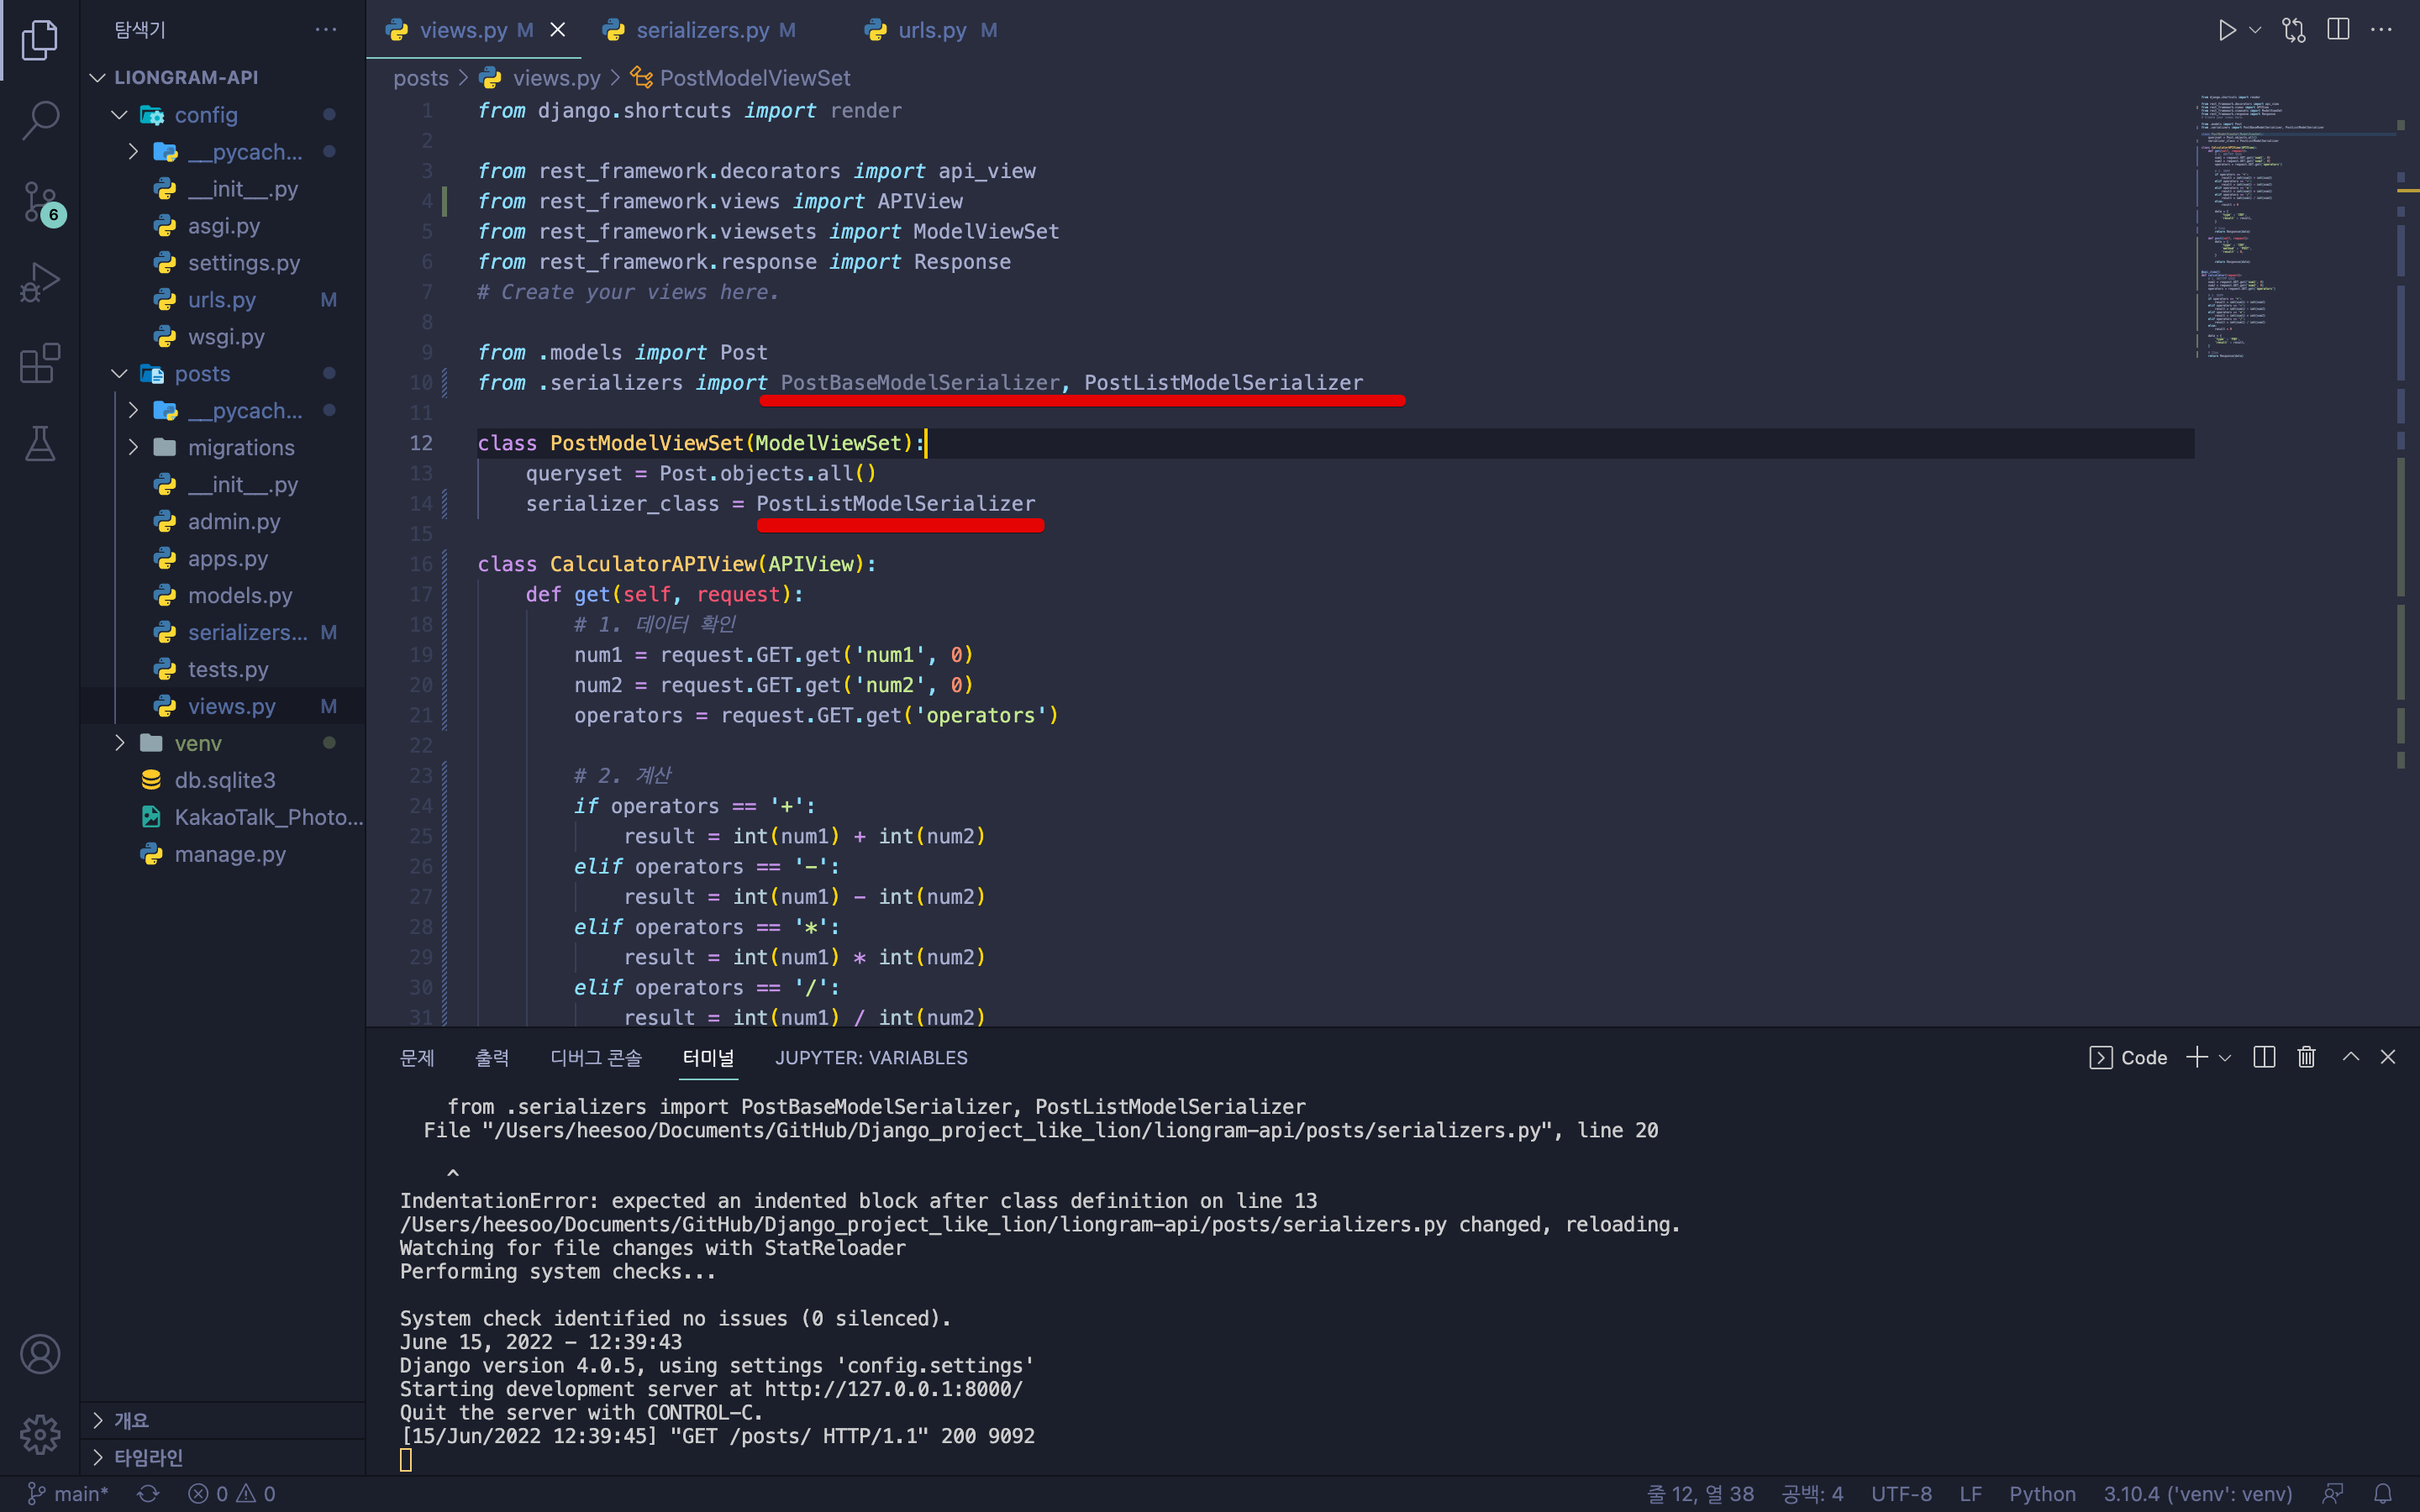 탐색기
LIONGRAM-API
config
__pycach...
__init__.py
asgi.py
settings.py
urls.py M
wsgi.py
posts
__pycach...
migrations
__init__.py
admin.py
apps.py
models.py
serializers... M
tests.py
views.py M
venv
db.sqlite3
KakaoTalk_Photo...
manage.py
개요
타임라인
6
views.py M
serializers.py M
urls.py M
posts > views.py > PostModelViewSet
1 from django.shortcuts import render
2
3 from rest_framework.decorators import api_view
4 from rest_framework.views import APIView
5 from rest_framework.viewsets import ModelViewSet
6 from rest_framework.response import Response
7 # Create your views here.
8
9 from .models import Post
10 from .serializers import PostBaseModelSerializer, PostListModelSerializer
11
12 class PostModelViewSet(ModelViewSet):
13 queryset = Post.objects.all()
14 serializer_class = PostListModelSerializer
15
16 class CalculatorAPIView(APIView):
17 def get(self, request):
18 # 1. 데이터 확인
19 num1 = request.GET.get('num1', 0)
20 num2 = request.GET.get('num2', 0)
21 operators = request.GET.get('operators')
22
23 # 2. 계산
24 if operators == '+':
25 result = int(num1) + int(num2)
26 elif operators == '-':
27 result = int(num1) - int(num2)
28 elif operators == '*':
29 result = int(num1) * int(num2)
30 elif operators == '/':
31 result = int(num1) / int(num2)
문제 출력 디버그 콘솔 터미널 JUPYTER: VARIABLES
Code
from .serializers import PostBaseModelSerializer, PostListModelSerializer
File "/Users/heesoo/Documents/GitHub/Django_project_like_lion/liongram-api/posts/serializers.py", line 20
^
IndentationError: expected an indented block after class definition on line 13
/Users/heesoo/Documents/GitHub/Django_project_like_lion/liongram-api/posts/serializers.py changed, reloading.
Watching for file changes with StatReloader
Performing system checks...
System check identified no issues (0 silenced).
June 15, 2022 - 12:39:43
Django version 4.0.5, using settings 'config.settings'
Starting development server at http://127.0.0.1:8000/
Quit the server with CONTROL-C.
[15/Jun/2022 12:39:45] "GET /posts/ HTTP/1.1" 200 9092
main* 0 0
줄 12, 열 38 공백: 4 UTF-8 LF Python 3.10.4 ('venv': venv)